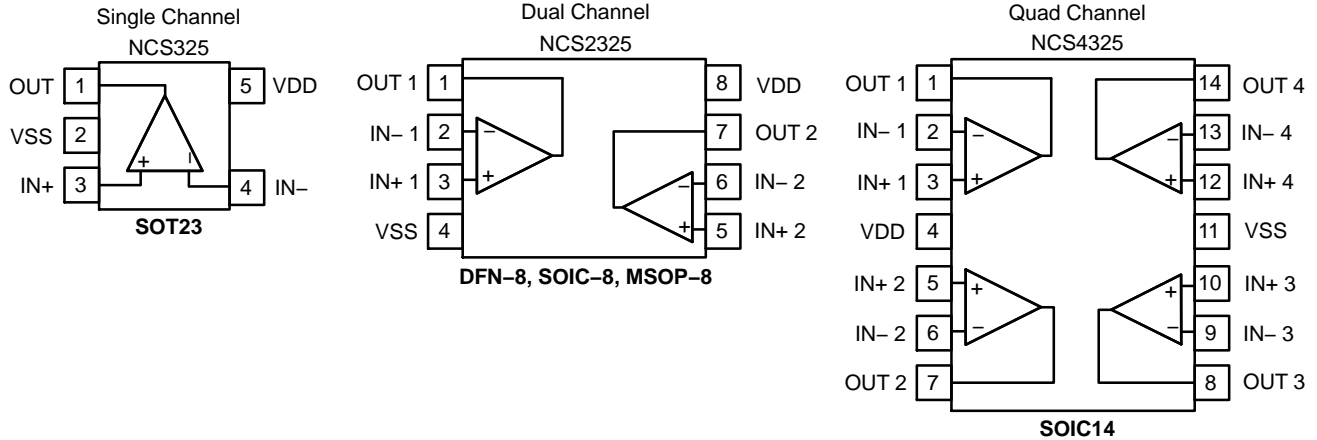 Single Channel
NCS325
OUT 1
5 VDD
VSS 2
IN+ 3
+ –
4 IN–
SOT23
Dual Channel
NCS2325
OUT 1 1
8 VDD
IN– 1 2 –
7 OUT 2
IN+ 1 3 +
– 6 IN– 2
VSS 4
+ 5 IN+ 2
DFN–8, SOIC–8, MSOP–8
Quad Channel
NCS4325
OUT 1 1
14 OUT 4
IN– 1 2 –
– 13 IN– 4
IN+ 1 3 +
+ 12 IN+ 4
VDD 4
11 VSS
IN+ 2 5 +
+ 10 IN+ 3
IN– 2 6 –
– 9 IN– 3
OUT 2 7
8 OUT 3
SOIC14